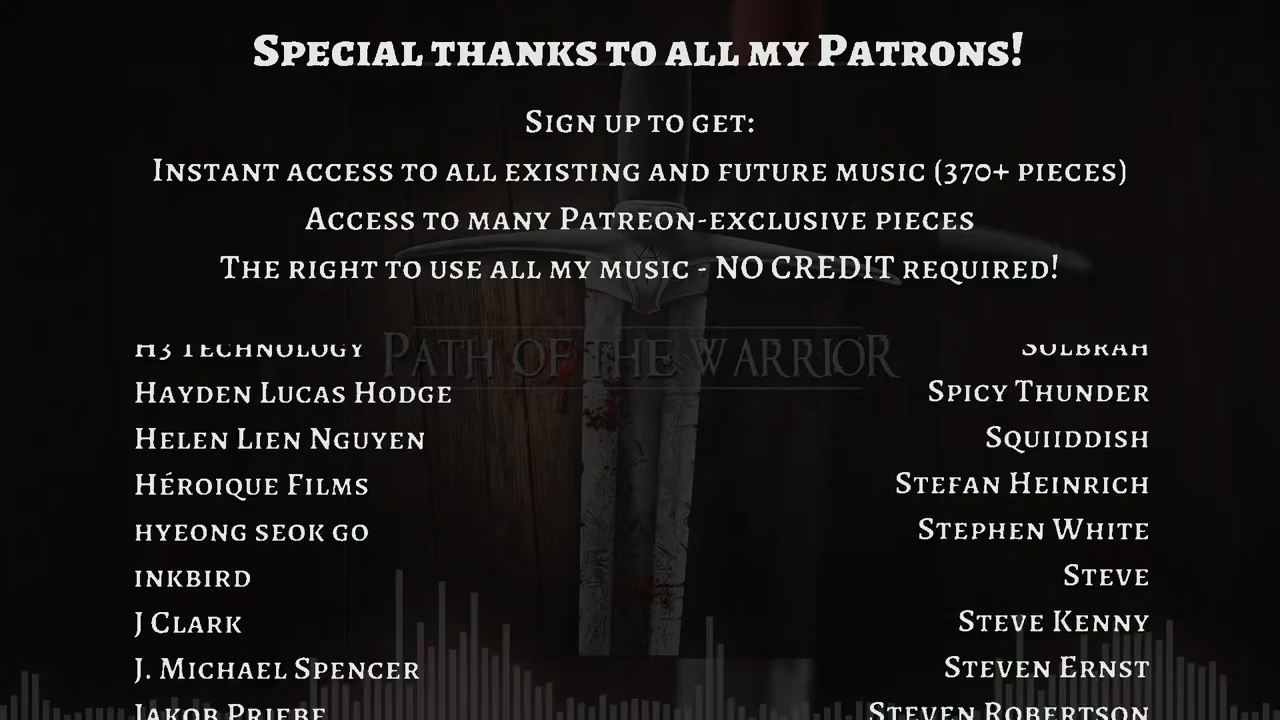 Special thanks to all my Patrons!
Sign up to get:
Instant access to all existing and future music (370+ pieces)
Access to many Patreon-exclusive pieces
The right to use all my music - NO CREDIT required!
Path of the Warrior
H3 Technology
Solbrah
Hayden Lucas Hodge
Spicy Thunder
Helen Lien Nguyen
Squiiddish
Héroique Films
Stefan Heinrich
hyeong seok go
Stephen White
inkbird
Steve
J Clark
Steve Kenny
J. Michael Spencer
Steven Ernst
Jakob Priebe
Steven Robertson